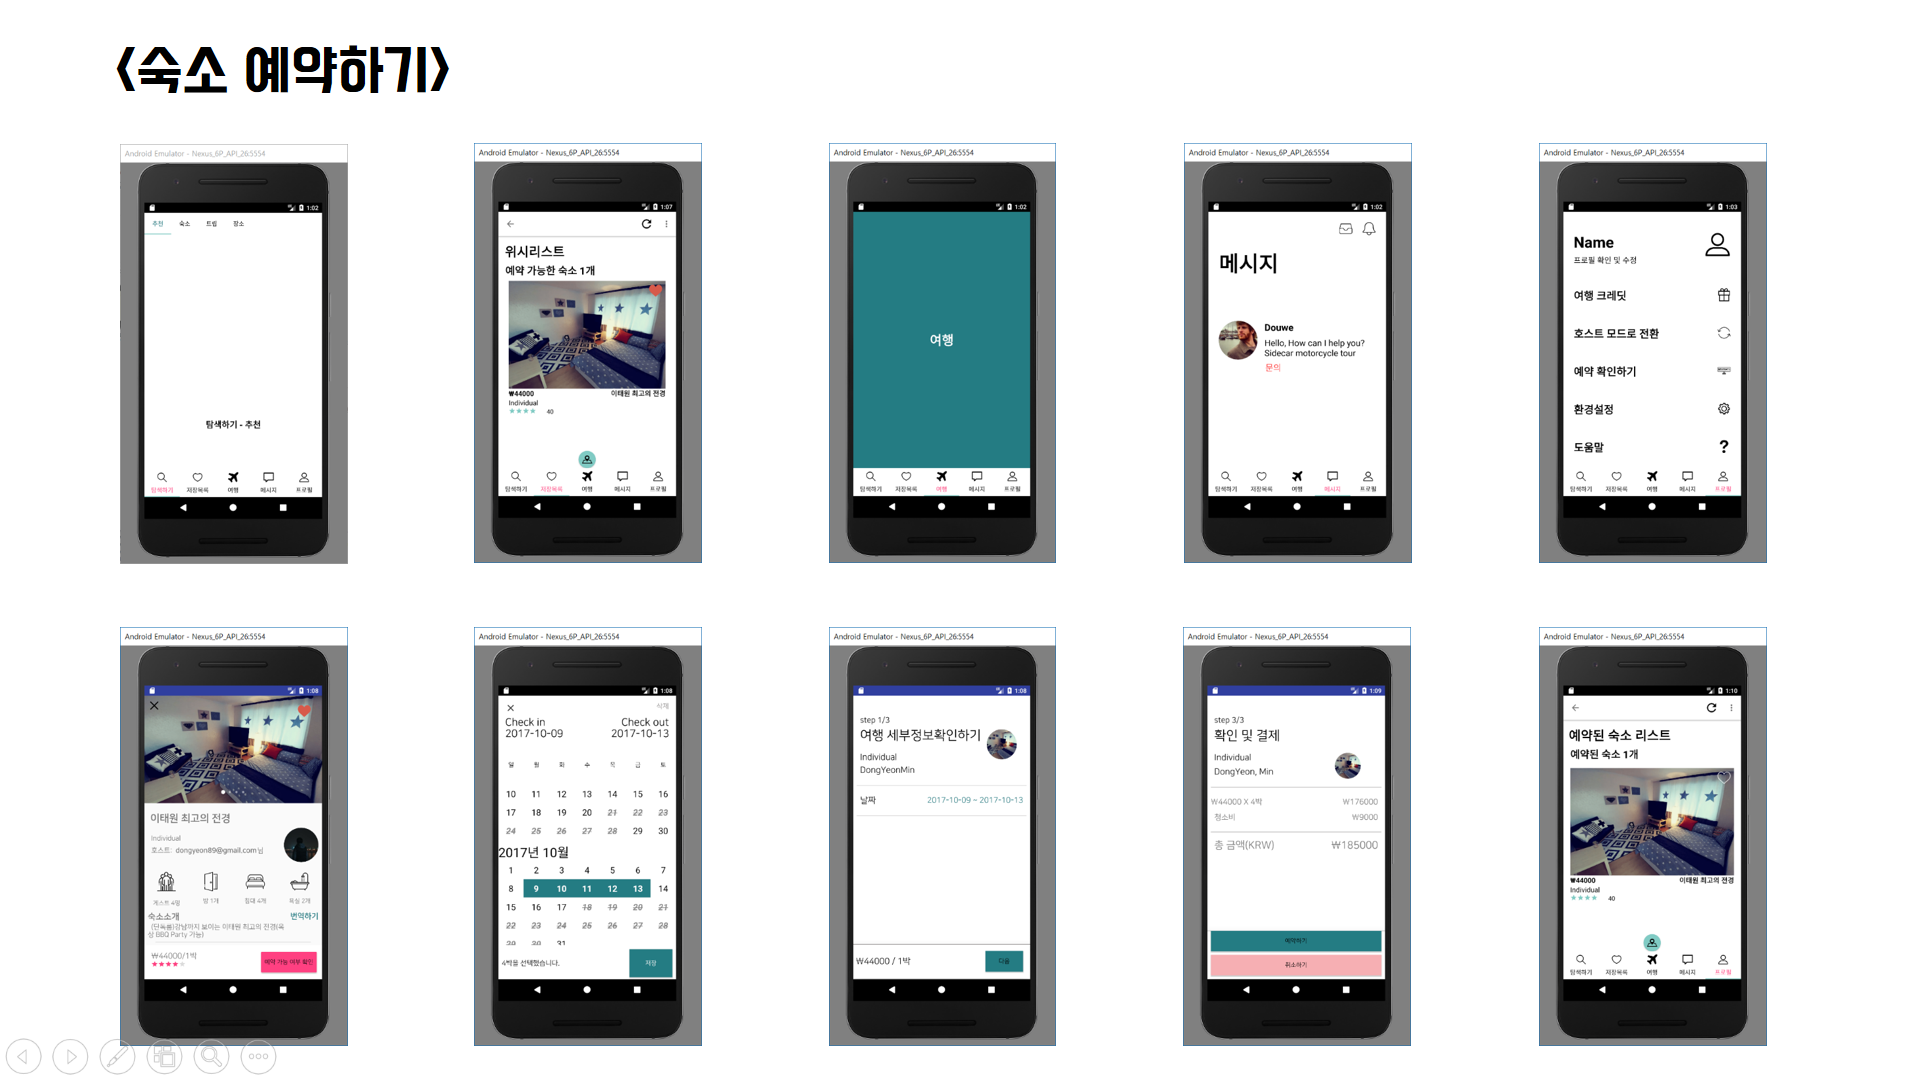 <숙소 예약하기>
Android Emulator - Nexus_6P_API_26:5554
1:02
추천 숙소 트립 장소
탐색하기 - 추천
탐색하기 저장목록 여행 메시지 프로필
Android Emulator - Nexus_6P_API_26:5554
1:07
위시리스트
예약 가능한 숙소 1개
₩44000 이태원 최고의 전경
Individual
★★★★ 40
탐색하기 저장목록 여행 메시지 프로필
Android Emulator - Nexus_6P_API_26:5554
1:02
여행
탐색하기 저장목록 여행 메시지 프로필
Android Emulator - Nexus_6P_API_26:5554
1:02
메시지
Douwe
Hello, How can I help you?
Sidecar motorcycle tour
문의
탐색하기 저장목록 여행 메시지 프로필
Android Emulator - Nexus_6P_API_26:5554
1:03
Name
프로필 확인 및 수정
여행 크레딧
호스트 모드로 전환
예약 확인하기
환경설정
도움말 ?
탐색하기 저장목록 여행 메시지 프로필
Android Emulator - Nexus_6P_API_26:5554
1:08
이태원 최고의 전경
Individual
호스트: dongyeon89@gmail.com님
게스트 4명 방 1개 침대 4개 욕실 2개
숙소소개 번역하기
(단독룸)강남까지 보이는 이태원 최고의 전경(옥
상 BBQ Party 가능)
₩44000/1박
★★★★★ 예약 가능 여부 확인
Android Emulator - Nexus_6P_API_26:5554
1:08
삭제
Check in Check out
2017-10-09 2017-10-13
일 월 화 수 목 금 토
10 11 12 13 14 15 16
17 18 19 20 21 22 23
24 25 26 27 28 29 30
2017년 10월
1 2 3 4 5 6 7
8 9 10 11 12 13 14
15 16 17 18 19 20 21
22 23 24 25 26 27 28
29 30 31
4박을 선택했습니다. 저장
Android Emulator - Nexus_6P_API_26:5554
1:08
step 1/3
여행 세부정보확인하기
Individual
DongYeonMin
날짜 2017-10-09 ~ 2017-10-13
₩44000 / 1박 다음
Android Emulator - Nexus_6P_API_26:5554
1:09
step 3/3
확인 및 결제
Individual
DongYeon, Min
₩44000 X 4박 ₩176000
청소비 ₩9000
총 금액(KRW) ₩185000
예약하기
취소하기
Android Emulator - Nexus_6P_API_26:5554
1:10
예약된 숙소 리스트
예약된 숙소 1개
₩44000 이태원 최고의 전경
Individual
★★★★ 40
탐색하기 저장목록 여행 메시지 프로필